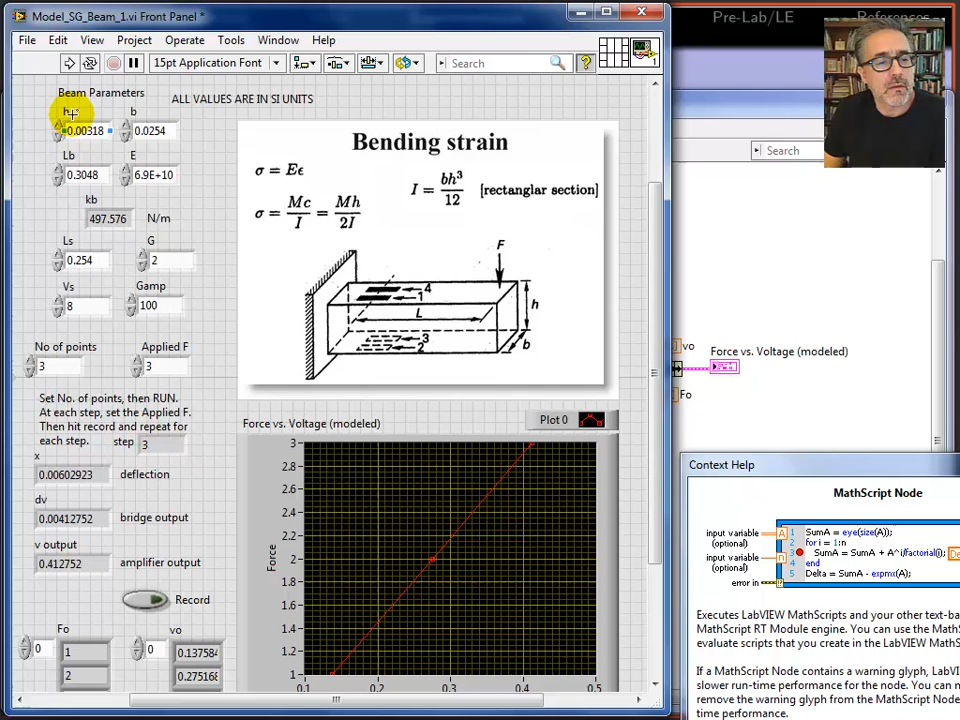 Model_SG_Beam_1.vi Front Panel *
Pre-Lab/LE
References
File Edit View Project Operate Tools Window Help
15pt Application Font
Search
Beam Parameters
ALL VALUES ARE IN SI UNITS
h b
0.00318 0.0254
Lb E
0.3048 6.9E+10
kb
497.576 N/m
Ls G
0.254 2
Vs Gamp
8 100
No of points Applied F
3 3
Set No. of points, then RUN.
At each step, set the Applied F.
Then hit record and repeat for
each step. step 3
x
0.00602923 deflection
dv
0.00412752 bridge output
v output
0.412752 amplifier output
Record
Fo vo
0 1 0 0.137584
2 0.275168
Bending strain
σ = Eϵ
σ = Mc/I = Mh/2I
I = bh³/12 [rectanglar section]
F
4
1
L
h
3
2
b
Force vs. Voltage (modeled)
Plot 0
Force
3
2.8
2.6
2.4
2.2
2
1.8
1.6
1.4
1.2
1
0.1 0.2 0.3 0.4 0.5
Search
vo
Force vs. Voltage (modeled)
Fo
Context Help
MathScript Node
input variable
(optional)
input variable
(optional)
error in
A
n
1 SumA = eye(size(A));
2 for i = 1:n
3 SumA = SumA + A^i/factorial(i);
4 end
5 Delta = SumA - expm(A);
Executes LabVIEW MathScripts and your other text-ba
MathScript RT Module engine. You can use the MathS
evaluate scripts that you create in the LabVIEW MathS
If a MathScript Node contains a warning glyph, LabV
slower run-time performance for the node. You can m
remove the warning glyph from the MathScript Node
time performance.